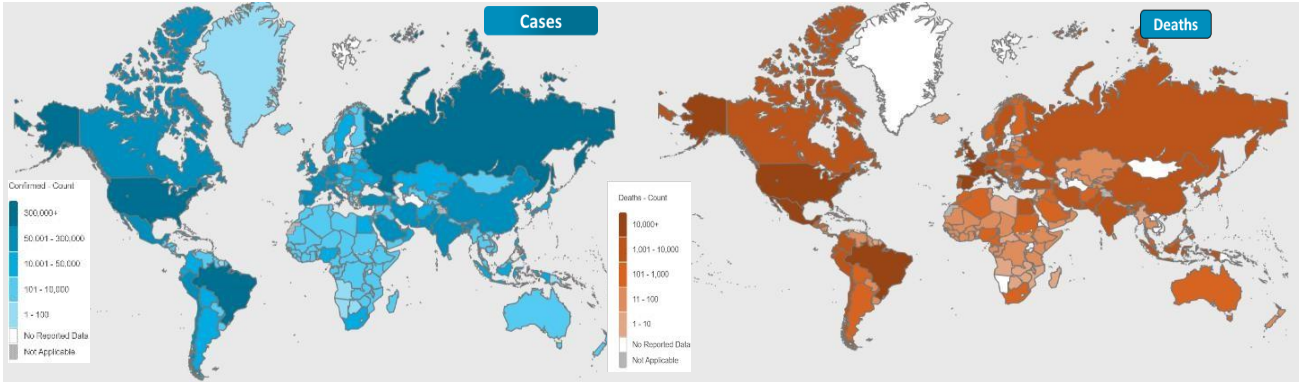 Cases
Deaths
Confirmed - Count
300,000+
50,001 - 300,000
10,001 - 50,000
101 - 10,000
1 - 100
No Reported Data
Not Applicable
Deaths - Count
10,000+
1,001 - 10,000
101 - 1,000
11 - 100
1 - 10
No Reported Data
Not Applicable